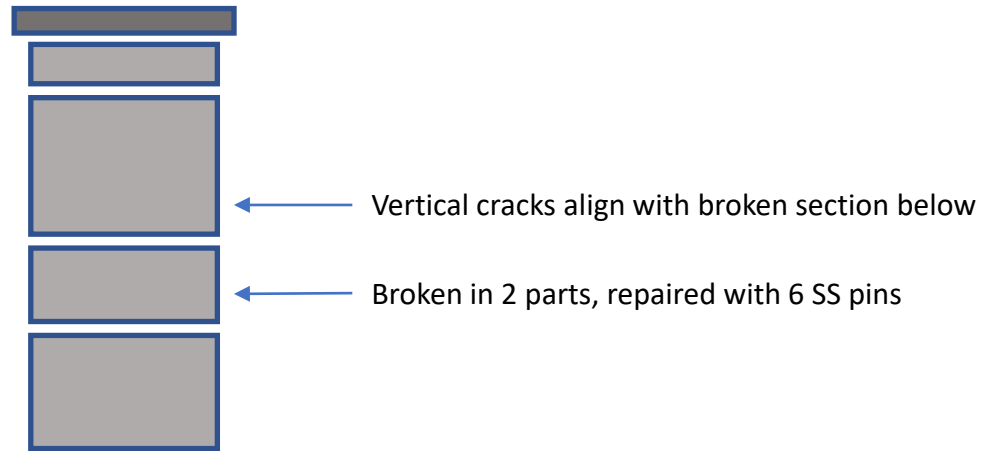 Vertical cracks align with broken section below
Broken in 2 parts, repaired with 6 SS pins